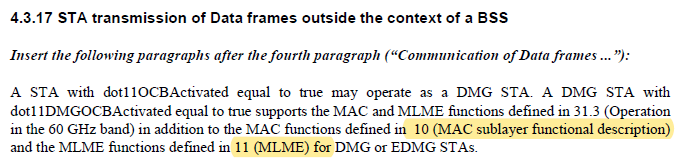 4.3.17 STA transmission of Data frames outside the context of a BSS
Insert the following paragraphs after the fourth paragraph (“Communication of Data frames ...”):
A STA with dot11OCBActivated equal to true may operate as a DMG STA. A DMG STA with
dot11DMGOCBActivated equal to true supports the MAC and MLME functions defined in 31.3 (Operation
in the 60 GHz band) in addition to the MAC functions defined in 10 (MAC sublayer functional description)
and the MLME functions defined in 11 (MLME) for DMG or EDMG STAs.